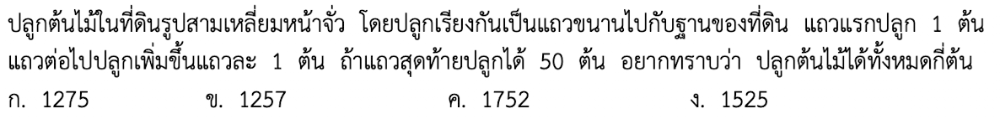 ปลูกต้นไม้ในที่ดินรูปสามเหลี่ยมหน้าจั่ว โดยปลูกเรียงกันเป็นแถวขนานไปกับฐานของที่ดิน แถวแรกปลูก 1 ต้น
แถวต่อไปปลูกเพิ่มขึ้นแถวละ 1 ต้น ถ้าแถวสุดท้ายปลูกได้ 50 ต้น อยากทราบว่า ปลูกต้นไม้ได้ทั้งหมดกี่ต้น
ก. 1275 ข. 1257 ค. 1752 ง. 1525